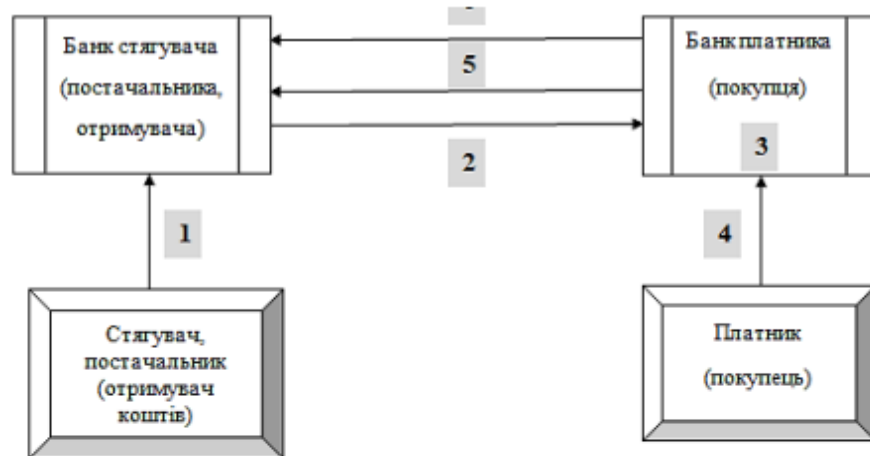 Банк стягувача
(постачальника,
отримувача)
5
2
Банк платника
(покупця)
3
1
4
Стягувач,
постачальник
(отримувач
коштів)
Платник
(покупець)